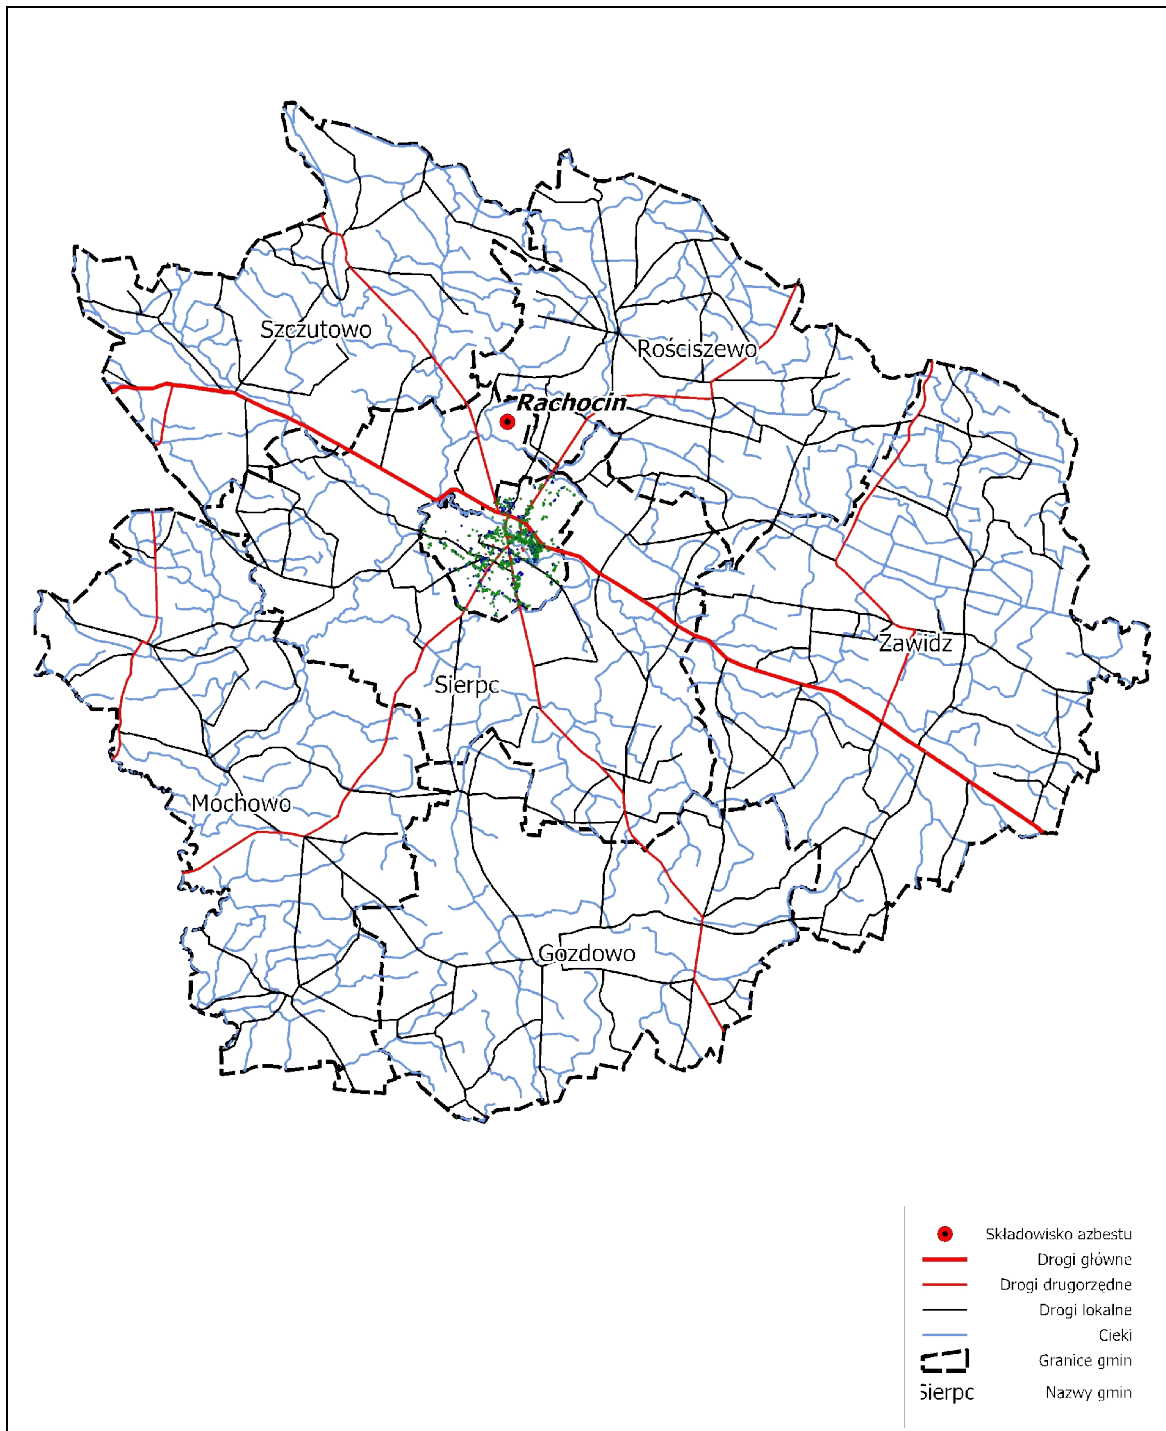 Szczutowo
Rościszewo
Rachocin
Zawidz
Sierpc
Mochowo
Gozdowo
Składowisko azbestu
Drogi główne
Drogi drugorzędne
Drogi lokalne
Cieki
Granice gmin
Sierpc Nazwy gmin